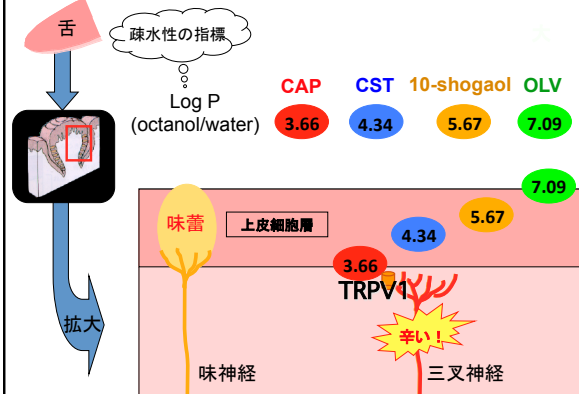 舌
疎水性の指標
CAP CST 10-shogaol OLV
Log P
(octanol/water) 3.66 4.34 5.67 7.09
7.09
味蕾 上皮細胞層 4.34 5.67
3.66
TRPV1
拡大
辛い！
味神経 三叉神経